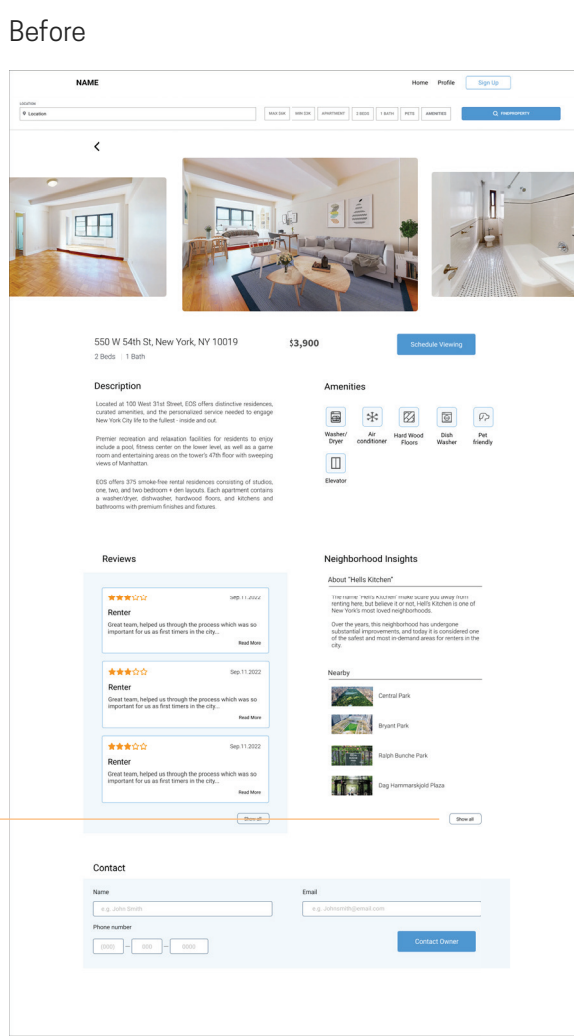 Before
NAME
Home Profile Sign Up
LOCATION
Location
MAX $8K MIN $3K APARTMENT 2 BEDS 1 BATH PETS AMENITIES FIND PROPERTY
550 W 54th St, New York, NY 10019
$3,900
Schedule Viewing
2 Beds | 1 Bath
Description
Located at 100 West 31st Street, EOS offers distinctive residences,
curated amenities, and the personalized service needed to engage
New York City life to the fullest - inside and out.
Premier recreation and relaxation facilities for residents to enjoy
include a pool, fitness center on the lower level, as well as a game
room and entertaining areas on the tower's 47th floor with sweeping
views of Manhattan.
EOS offers 375 smoke-free rental residences consisting of studios,
one, two, and two bedroom + den layouts. Each apartment contains
a washer/dryer, dishwasher, hardwood floors, and kitchens and
bathrooms with premium finishes and fixtures.
Amenities
Washer/
Dryer
Air
conditioner
Hard Wood
Floors
Dish
Washer
Pet
friendly
Elevator
Reviews
Sep.11.2022
Renter
Great team, helped us through the process which was so
important for us as first timers in the city...
Read More
Sep.11.2022
Renter
Great team, helped us through the process which was so
important for us as first timers in the city...
Read More
Sep.11.2022
Renter
Great team, helped us through the process which was so
important for us as first timers in the city...
Read More
Show all
Neighborhood Insights
About "Hells Kitchen"
The name "Hell's Kitchen" make scare you away from
renting here, but believe it or not, Hell's Kitchen is one of
New York's most loved neighborhoods.
Over the years, this neighborhood has undergone
substantial improvements, and today it is considered one
of the safest and most in-demand areas for renters in the
city.
Nearby
Central Park
Bryant Park
Ralph Bunche Park
Dag Hammarskjold Plaza
Show all
Contact
Name
e.g. John Smith
Email
e.g. Johnsmith@email.com
Phone number
(000) – 000 – 0000
Contact Owner